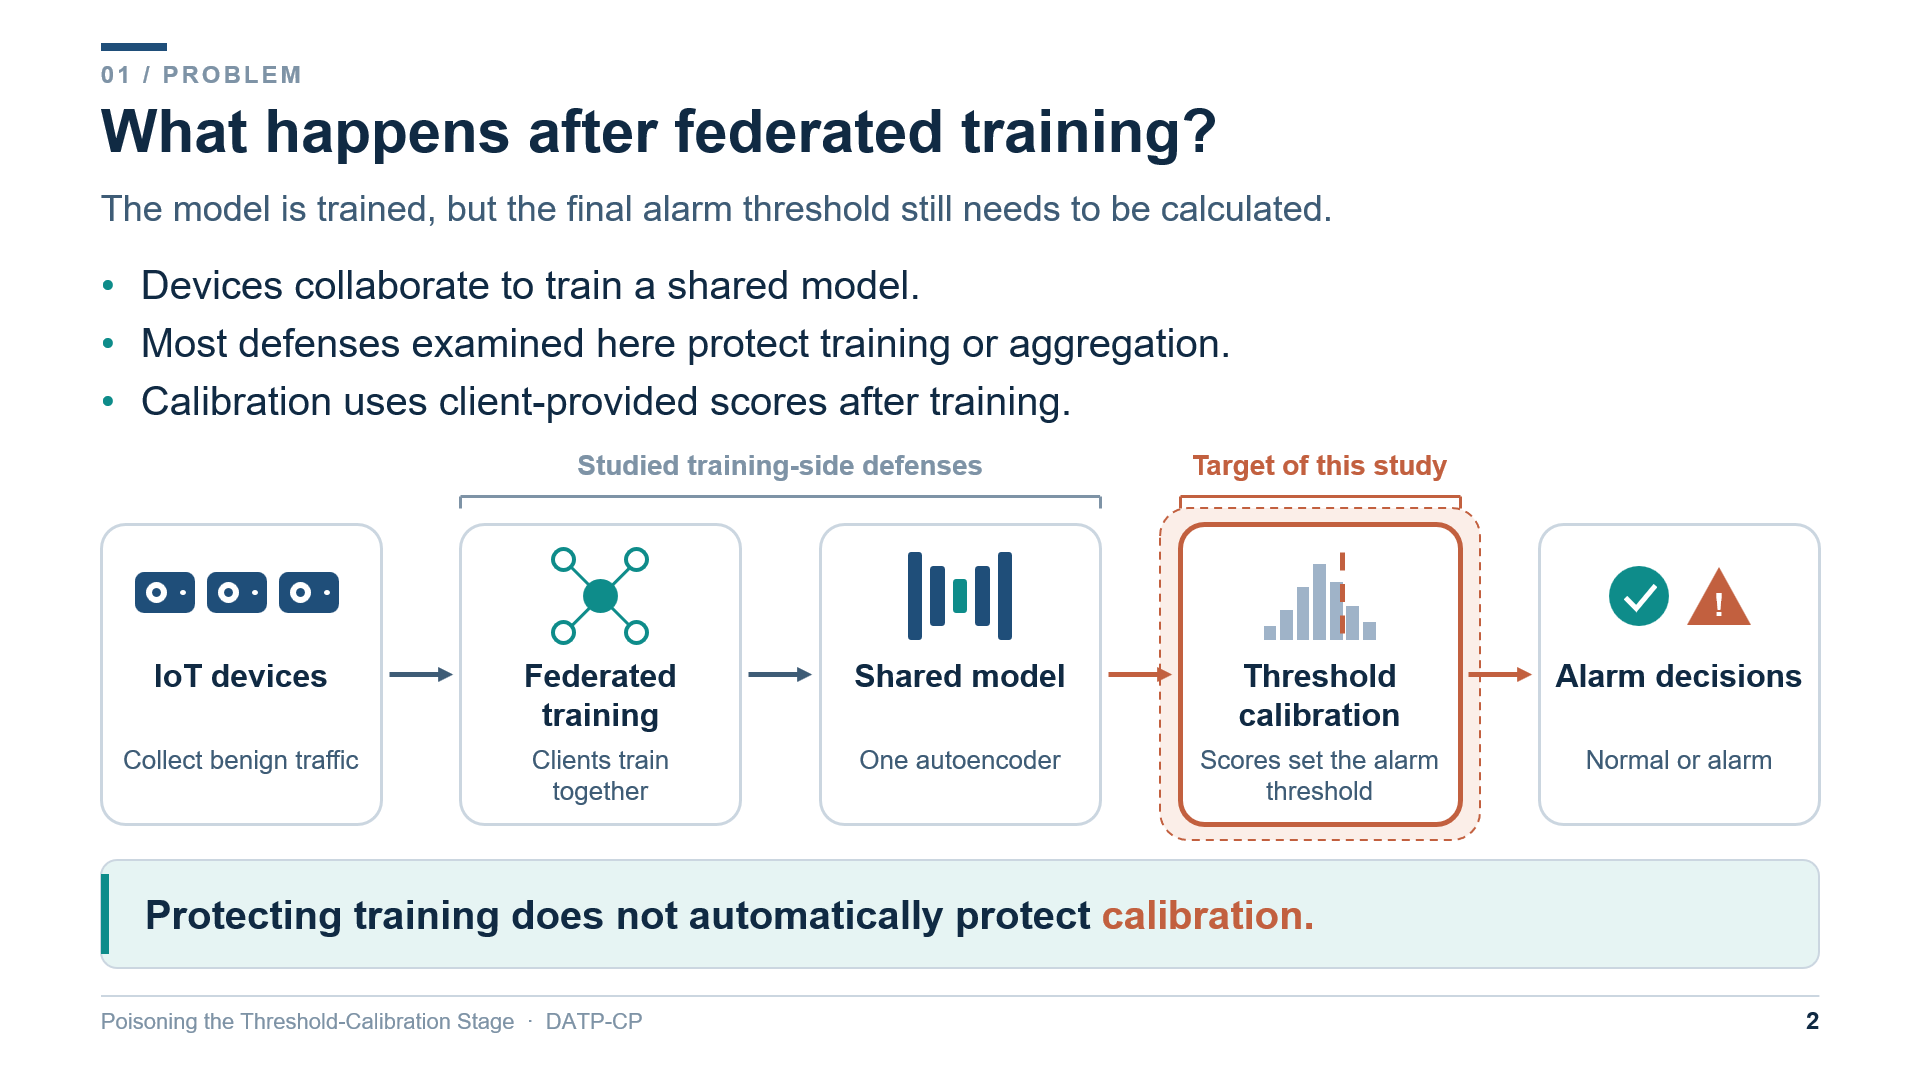 01 / PROBLEM
What happens after federated training?
The model is trained, but the final alarm threshold still needs to be calculated.
• Devices collaborate to train a shared model.
• Most defenses examined here protect training or aggregation.
• Calibration uses client-provided scores after training.
Studied training-side defenses
Target of this study
IoT devices
Collect benign traffic
Federated
training
Clients train
together
Shared model
One autoencoder
Threshold
calibration
Scores set the alarm
threshold
!
Alarm decisions
Normal or alarm
Protecting training does not automatically protect calibration.
Poisoning the Threshold-Calibration Stage · DATP-CP
2